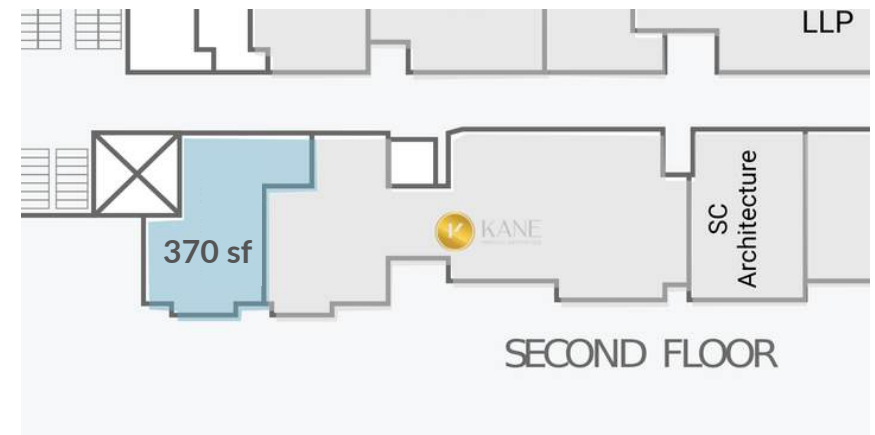 LLP
SC
Architecture
370 sf
K KANE
SECOND FLOOR